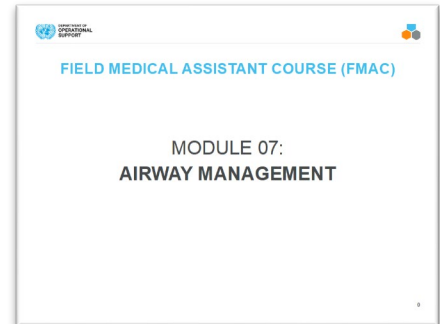 DEPARTMENT OF
OPERATIONAL
SUPPORT
FIELD MEDICAL ASSISTANT COURSE (FMAC)
MODULE 07:
AIRWAY MANAGEMENT
0